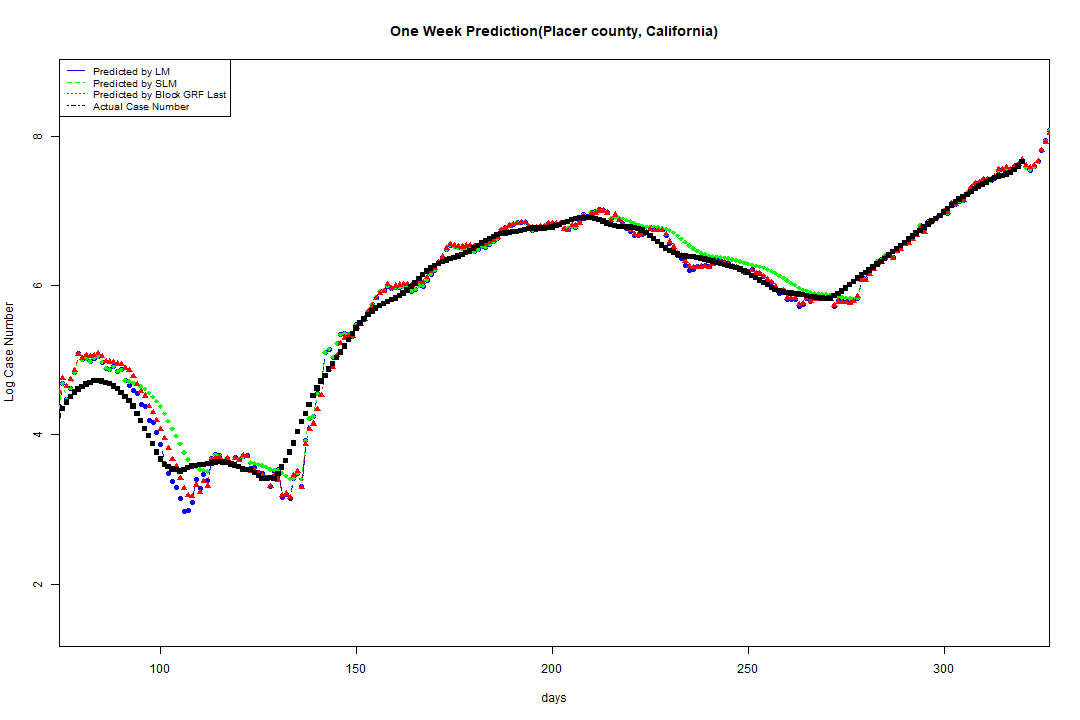 One Week Prediction(Placer county, California)
Predicted by LM
Predicted by SLM
Predicted by Block GRF Last
Actual Case Number
8
6
4
2
Log Case Number
100 150 200 250 300
days